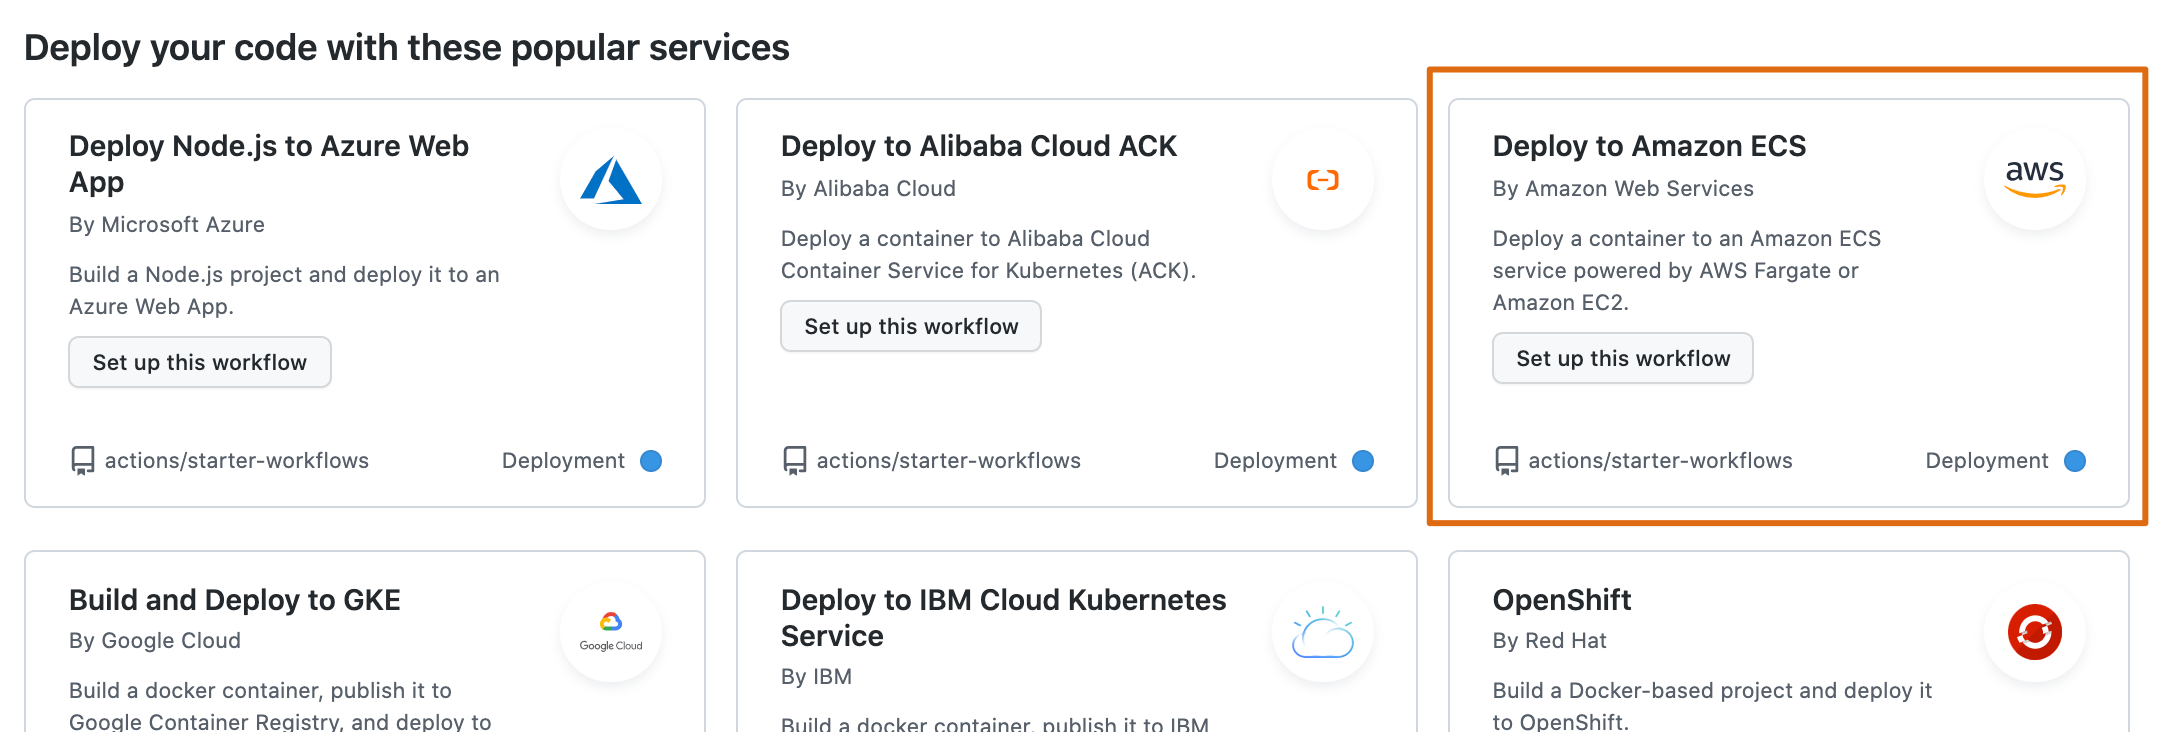 Deploy your code with these popular services
Deploy Node.js to Azure Web
App
By Microsoft Azure
Build a Node.js project and deploy it to an
Azure Web App.
Set up this workflow
actions/starter-workflows
Deployment
Deploy to Alibaba Cloud ACK
By Alibaba Cloud
Deploy a container to Alibaba Cloud
Container Service for Kubernetes (ACK).
Set up this workflow
actions/starter-workflows
Deployment
Deploy to Amazon ECS
By Amazon Web Services
aws
Deploy a container to an Amazon ECS
service powered by AWS Fargate or
Amazon EC2.
Set up this workflow
actions/starter-workflows
Deployment
Build and Deploy to GKE
By Google Cloud
Google Cloud
Build a docker container, publish it to
Google Container Registry, and deploy to
Deploy to IBM Cloud Kubernetes
Service
By IBM
Build a docker container, publish it to IBM
OpenShift
By Red Hat
Build a Docker-based project and deploy it
to OpenShift.